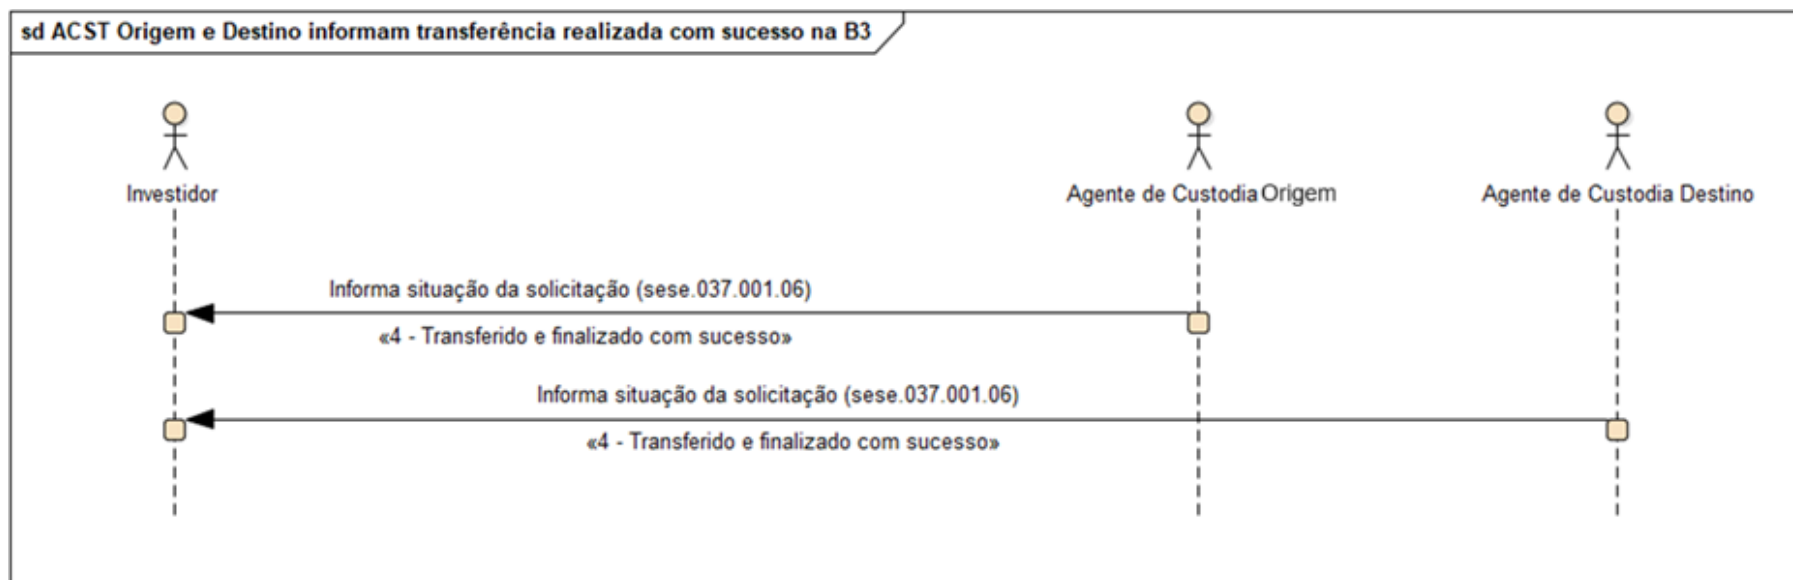 sd ACST Origem e Destino informam transferência realizada com sucesso na B3
Investidor
Agente de Custodia Origem
Agente de Custodia Destino
Informa situação da solicitação (sese.037.001.06)
«4 - Transferido e finalizado com sucesso»
Informa situação da solicitação (sese.037.001.06)
«4 - Transferido e finalizado com sucesso»